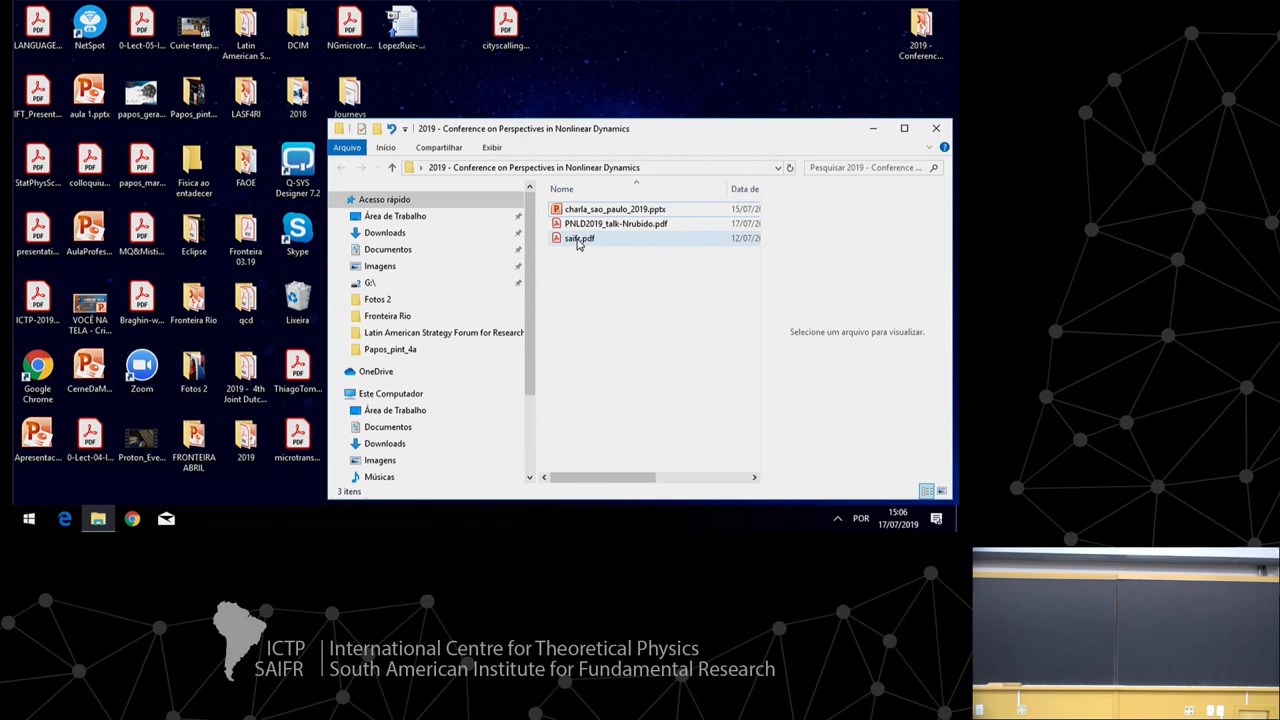 LANGUAGE...
NetSpot
0-Lect-05-I...
Curie-temp...
Latin
American S...
DCIM
NGmicrotr...
LopezRuiz-...
cityscalling...
2019 -
Conferenc...
IFT_Present...
aula 1.pptx
papos_gera...
Papos_pint...
LASF4RI
2018
Journeys
StatPhysSc...
colloquiu...
papos_mar...
Fisica ao
entadecer
FAOE
Q-SYS
Designer 7.2
presentati...
AulaProfes...
MQ&Misti...
Eclipse
Fronteira
03.19
Skype
ICTP-2019...
VOCÊ NA
TELA - Cri...
Braghin-w...
Fronteira Rio
qcd
Lixeira
Google
Chrome
CerneDaM...
Zoom
Fotos 2
2019 - 4th
Joint Dutc...
ThiagoTom...
Apresentac...
0-Lect-04-I...
Proton_Eve...
FRONTEIRA
ABRIL
2019
microtrans...
2019 - Conference on Perspectives in Nonlinear Dynamics
Arquivo Início Compartilhar Exibir
2019 - Conference on Perspectives in Nonlinear Dynamics
Pesquisar 2019 - Conference ...
Acesso rápido
Área de Trabalho
Downloads
Documentos
Imagens
G:\
Fotos 2
Fronteira Rio
Latin American Strategy Forum for Research
Papos_pint_4a
OneDrive
Este Computador
Área de Trabalho
Documentos
Downloads
Imagens
Músicas
Nome Data de
charla_sao_paulo_2019.pptx 15/07/20
PNLD2019_talk-Nrubido.pdf 17/07/20
saifr.pdf 12/07/20
Selecione um arquivo para visualizar.
3 itens
POR
15:06
17/07/2019
ICTP
SAIFR
International Centre for Theoretical Physics
South American Institute for Fundamental Research